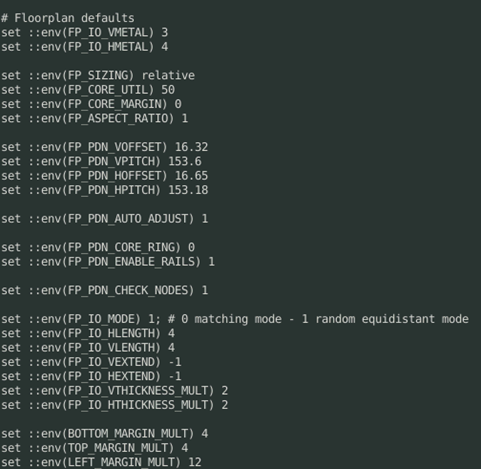 # Floorplan defaults
set ::env(FP_IO_VMETAL) 3
set ::env(FP_IO_HMETAL) 4
set ::env(FP_SIZING) relative
set ::env(FP_CORE_UTIL) 50
set ::env(FP_CORE_MARGIN) 0
set ::env(FP_ASPECT_RATIO) 1
set ::env(FP_PDN_VOFFSET) 16.32
set ::env(FP_PDN_VPITCH) 153.6
set ::env(FP_PDN_HOFFSET) 16.65
set ::env(FP_PDN_HPITCH) 153.18
set ::env(FP_PDN_AUTO_ADJUST) 1
set ::env(FP_PDN_CORE_RING) 0
set ::env(FP_PDN_ENABLE_RAILS) 1
set ::env(FP_PDN_CHECK_NODES) 1
set ::env(FP_IO_MODE) 1; # 0 matching mode - 1 random equidistant mode
set ::env(FP_IO_HLENGTH) 4
set ::env(FP_IO_VLENGTH) 4
set ::env(FP_IO_VEXTEND) -1
set ::env(FP_IO_HEXTEND) -1
set ::env(FP_IO_VTHICKNESS_MULT) 2
set ::env(FP_IO_HTHICKNESS_MULT) 2
set ::env(BOTTOM_MARGIN_MULT) 4
set ::env(TOP_MARGIN_MULT) 4
set ::env(LEFT_MARGIN_MULT) 12